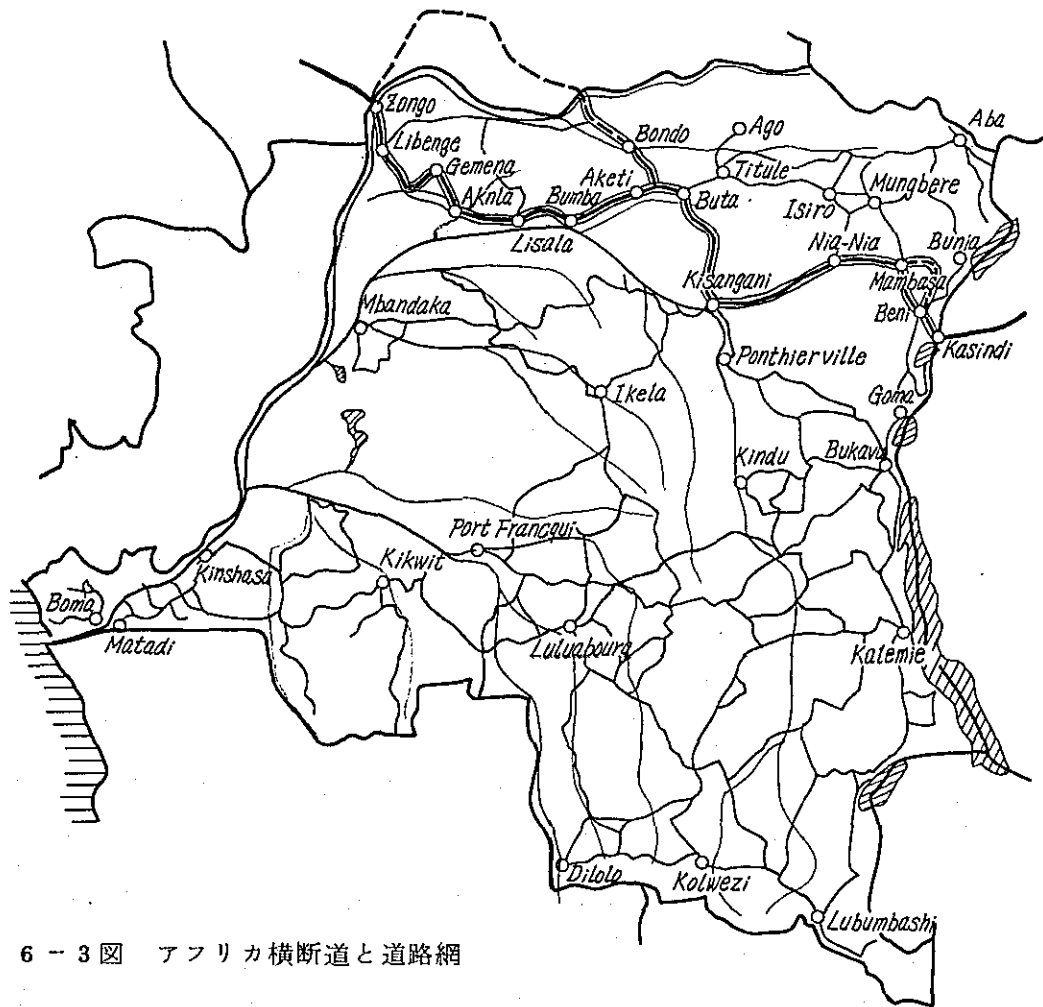 Zongo
Libenge
Gemena
Aknla
Lisala
Bumba
Aketi
Bondo
Buta
Ago
Titule
Aba
Mungbere
Isiro
Nia-Nia
Bunia
Mambasa
Beni
Kasindi
Kisangani
Mbandaka
Ponthierville
Ikela
Goma
Bukavu
Kindu
Port Francqui
Kikwit
Kinshasa
Boma
Matadi
Luluabourg
Kalemie
Dilolo
Kolwezi
Lubumbashi
6-3図 アフリカ横断道と道路網